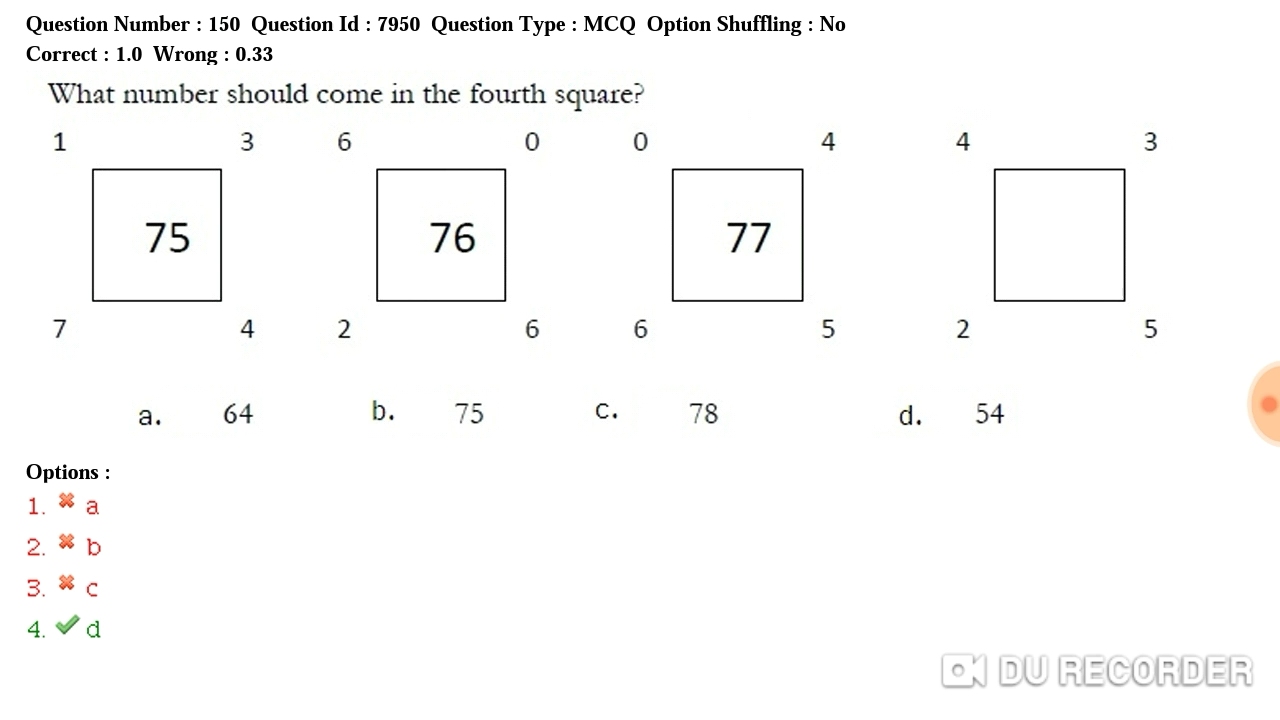 Question Number : 150 Question Id : 7950 Question Type : MCQ Option Shuffling : No
Correct : 1.0 Wrong : 0.33
What number should come in the fourth square?
1 3 6 0 0 4 4 3
75 76 77
7 4 2 6 6 5 2 5
a. 64 b. 75 c. 78 d. 54
Options :
1. a
2. b
3. c
4. d
DU RECORDER